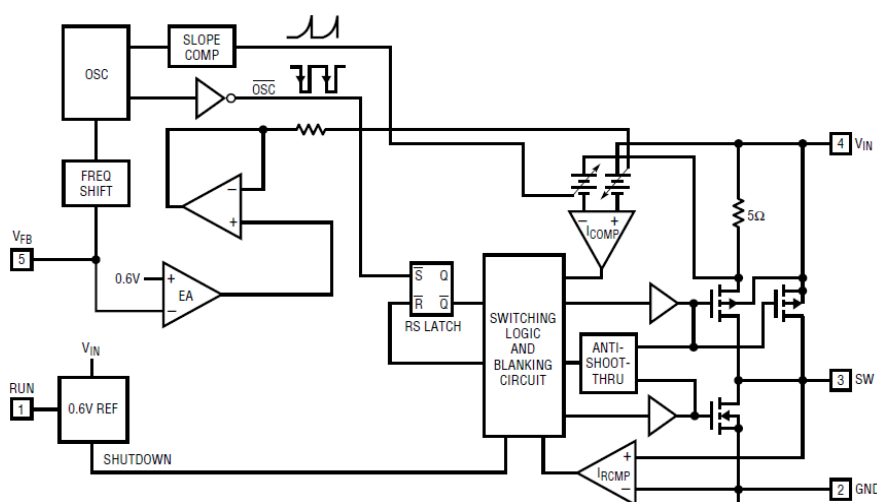 OSC
SLOPE
COMP
OSC
FREQ
SHIFT
4
VIN
5Ω
VFB
5
−
+
−
+
ICOMP
0.6V
+
−
EA
S Q
R Q
RS LATCH
SWITCHING
LOGIC
AND
BLANKING
CIRCUIT
ANTI-
SHOOT-
THRU
VIN
RUN
1
0.6V REF
3
SW
SHUTDOWN
+
−
IRCMP
2
GND